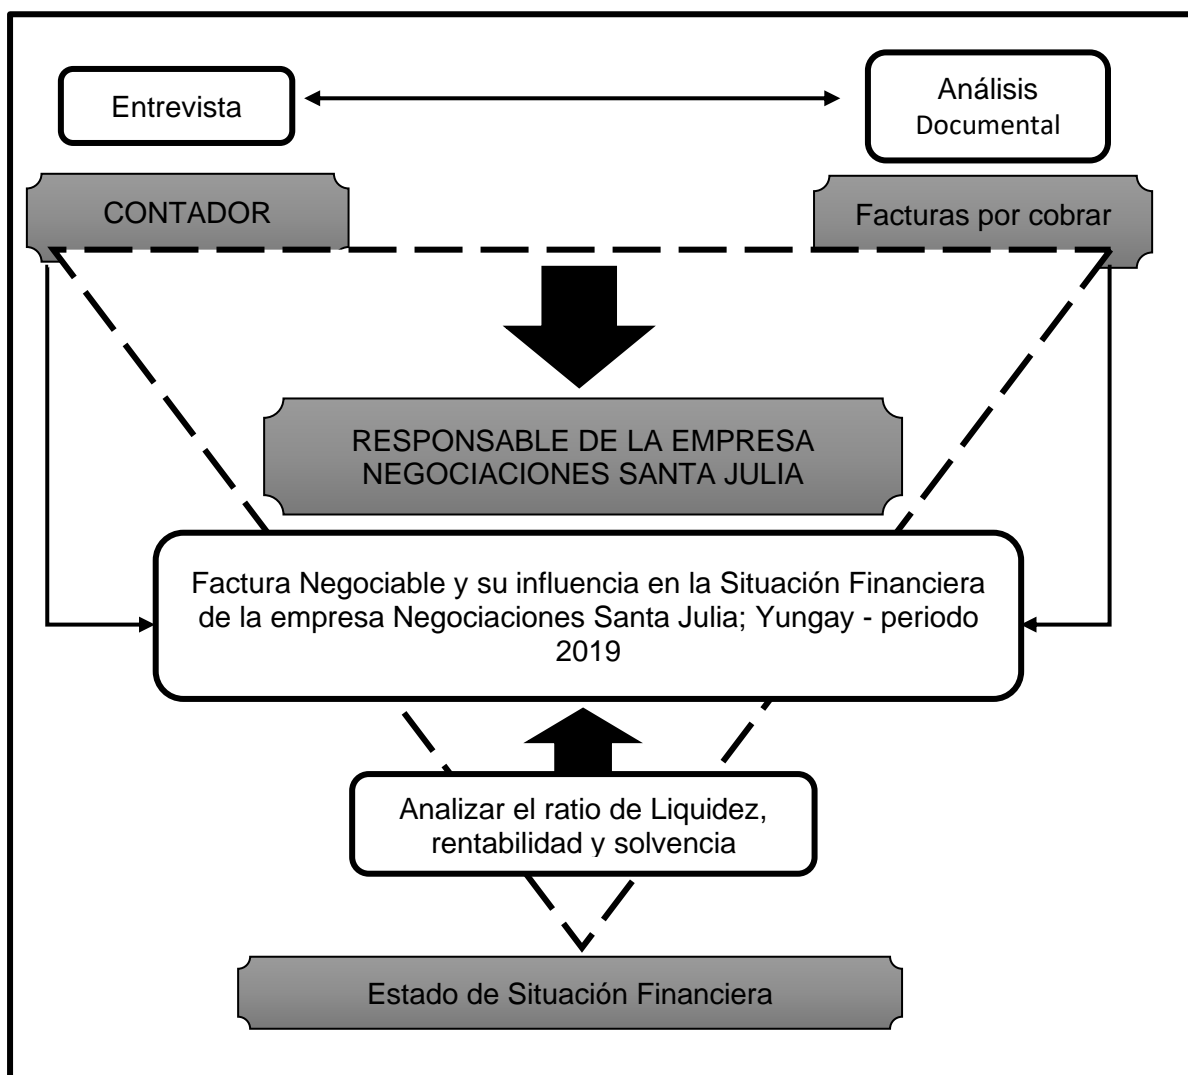 Entrevista
Análisis
Documental
CONTADOR
Facturas por cobrar
RESPONSABLE DE LA EMPRESA
NEGOCIACIONES SANTA JULIA
Factura Negociable y su influencia en la Situación Financiera
de la empresa Negociaciones Santa Julia; Yungay - periodo
2019
Analizar el ratio de Liquidez,
rentabilidad y solvencia
Estado de Situación Financiera